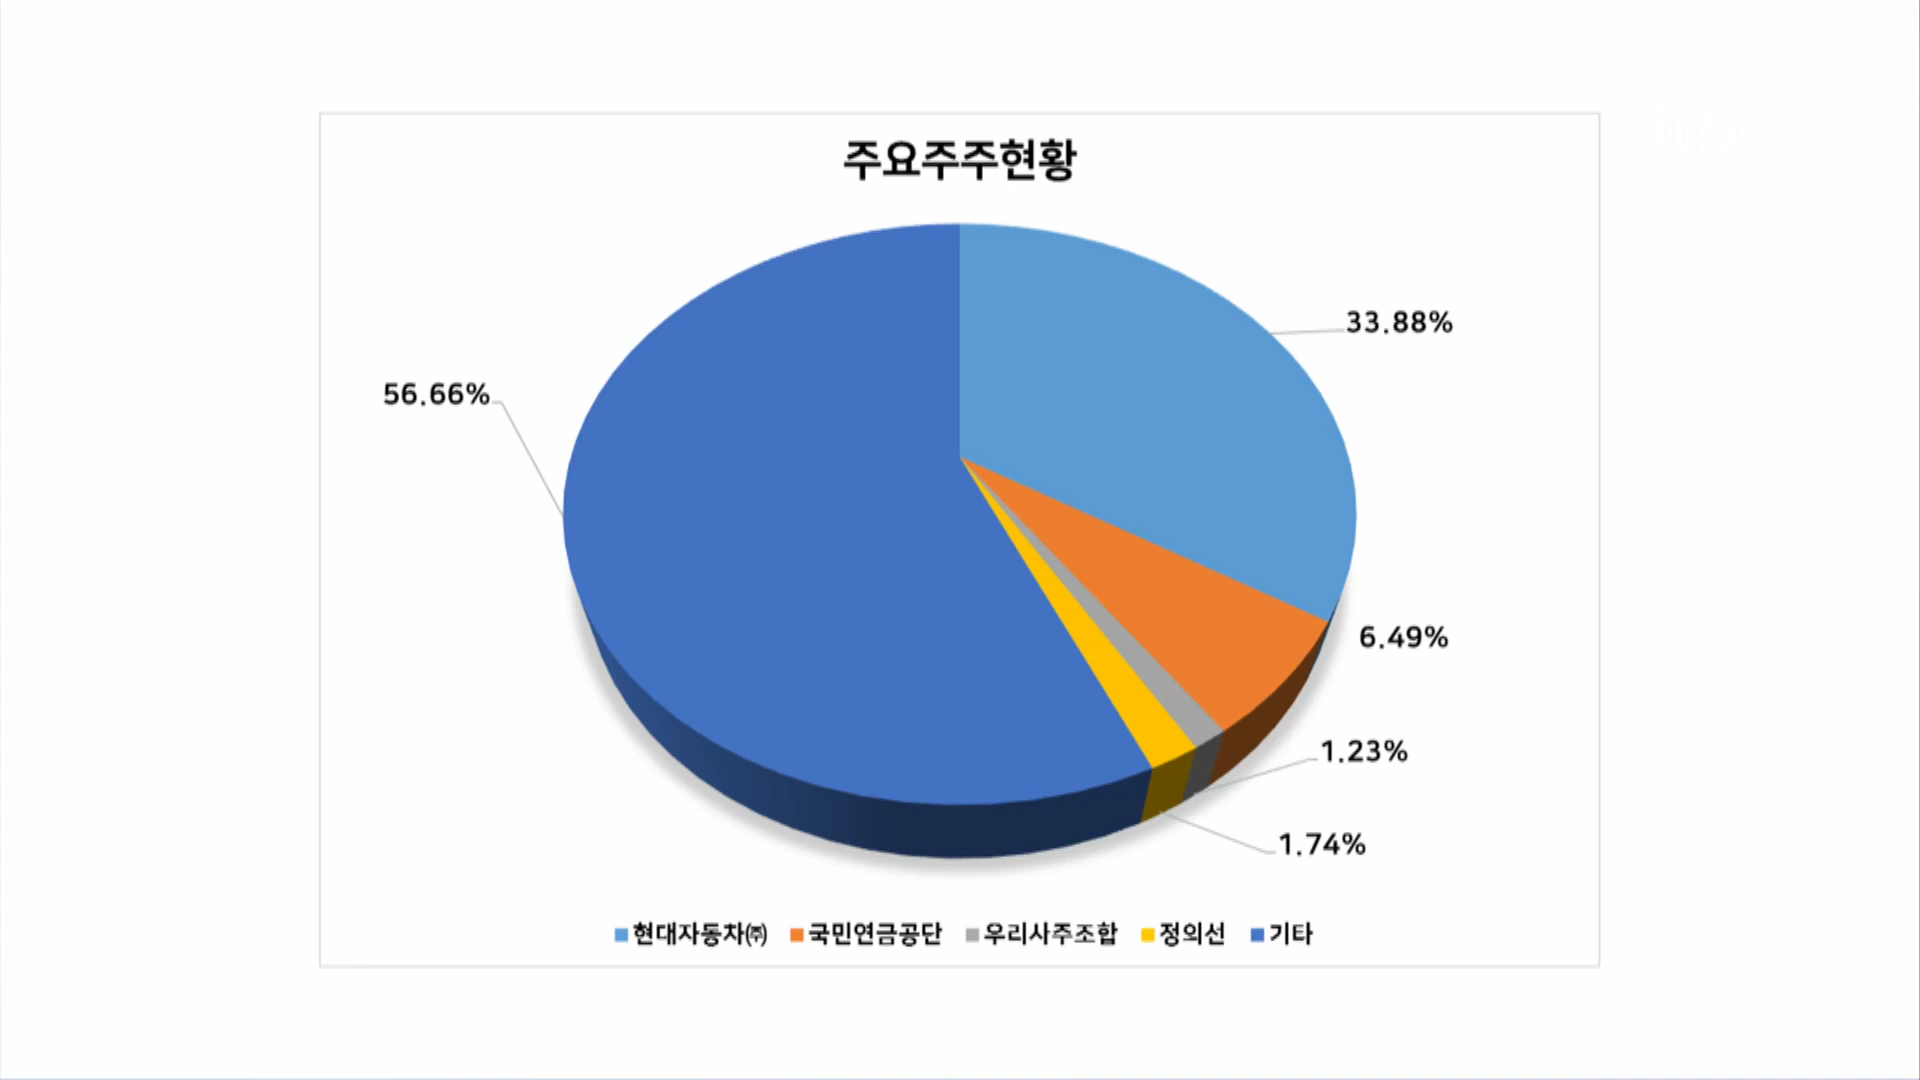 주요주주현황
33.88%
56.66%
6.49%
1.23%
1.74%
현대자동차㈜ 국민연금공단 우리사주조합 정의선 기타